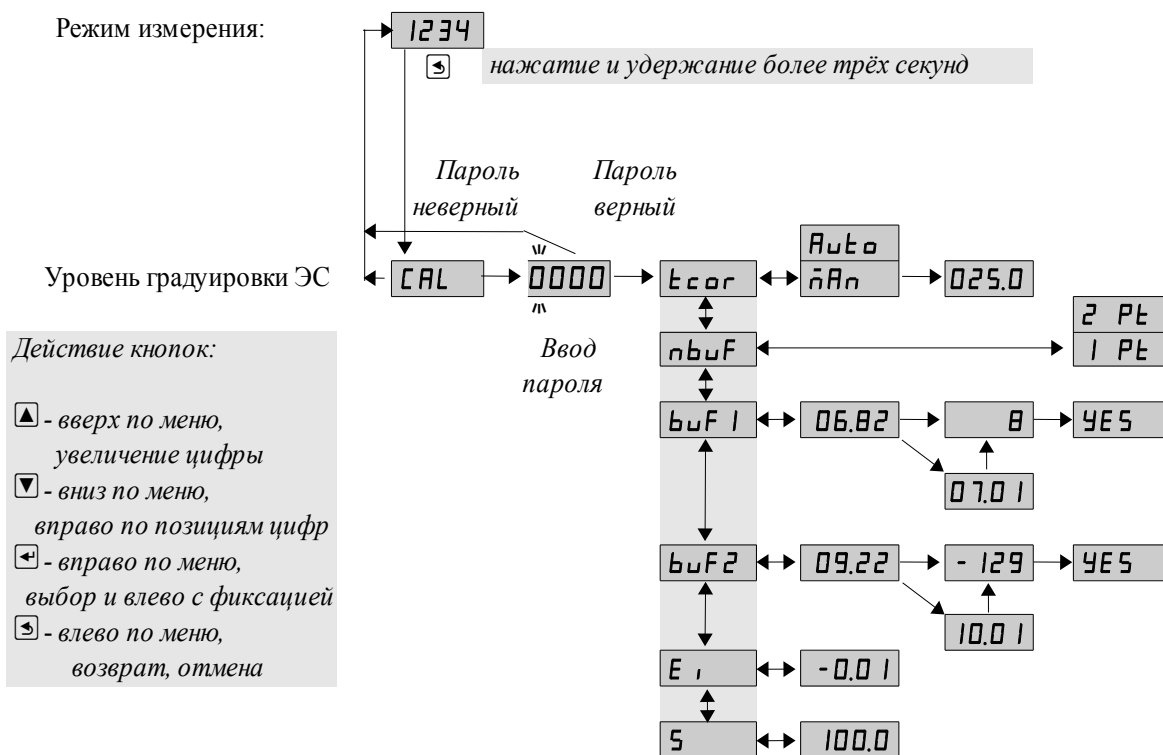 Режим измерения:
1234
нажатие и удержание более трёх секунд
Пароль неверный
Пароль верный
Уровень градуировки ЭС
CAL
0000
Ввод пароля
tcor
Auto
m̄An
025.0
nbuF
2 Pt
1 Pt
buF1
06.82
8
YES
07.01
buF2
09.22
-129
YES
10.01
Ei
-0.01
S
100.0
Действие кнопок:
▲ - вверх по меню,
увеличение цифры
▼ - вниз по меню,
вправо по позициям цифр
↵ - вправо по меню,
выбор и влево с фиксацией
- влево по меню,
возврат, отмена